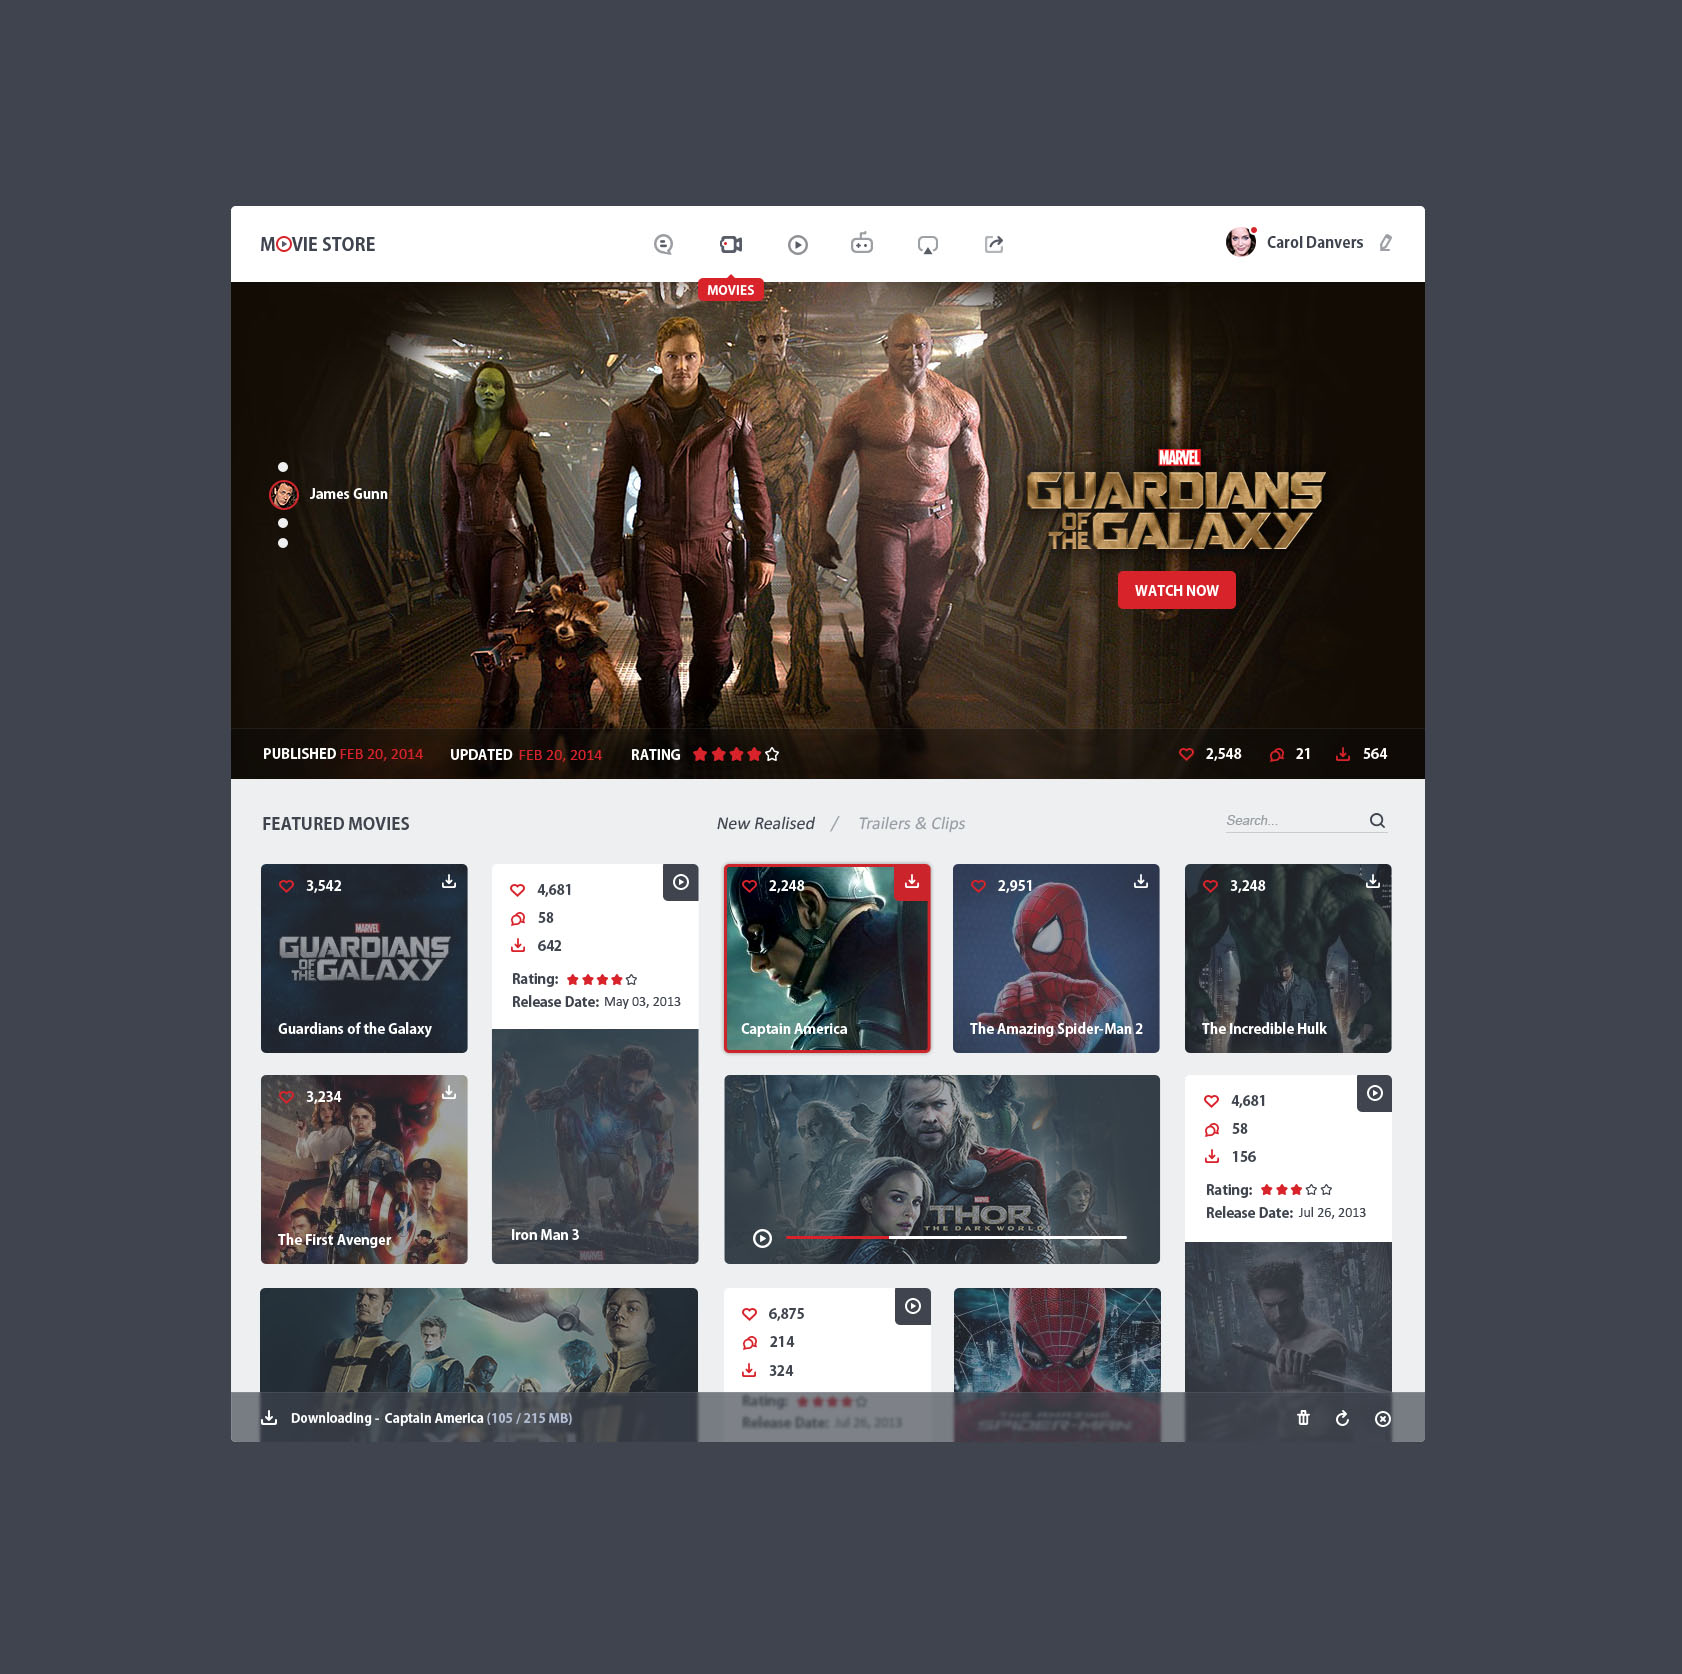 MOVIE STORE
Carol Danvers
MOVIES
James Gunn
MARVEL
GUARDIANS
OF THE GALAXY
WATCH NOW
PUBLISHED FEB 20, 2014 UPDATED FEB 20, 2014 RATING 2,548 21 564
FEATURED MOVIES New Realised / Trailers & Clips Search...
3,542
MARVEL
GUARDIANS
OF THE GALAXY
Guardians of the Galaxy
4,681
58
642
Rating:
Release Date: May 03, 2013
Iron Man 3
MARVEL
2,248
Captain America
2,951
The Amazing Spider-Man 2
3,248
The Incredible Hulk
3,234
The First Avenger
MARVEL
THOR
THE DARK WORLD
4,681
58
156
Rating:
Release Date: Jul 26, 2013
6,875
214
324
Rating:
Release Date: Jul 26, 2013
THE AMAZING
SPIDER-MAN
Downloading - Captain America (105 / 215 MB)